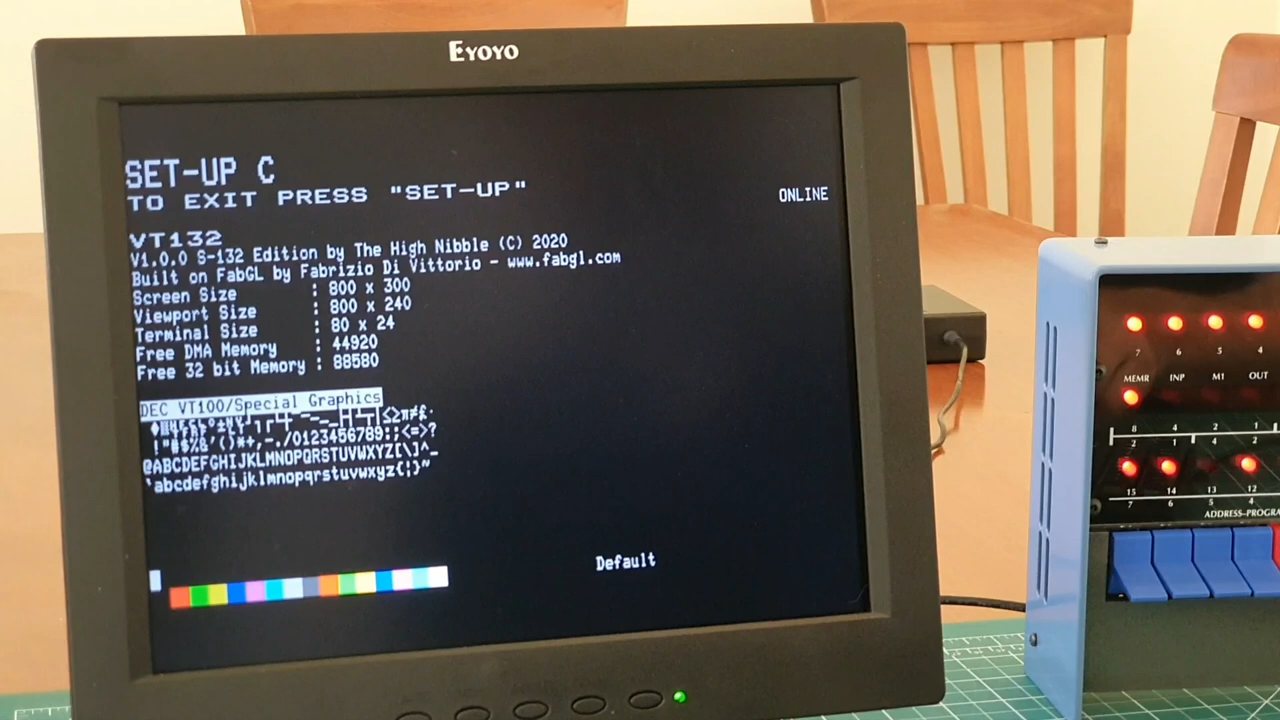 EYOYO
SET-UP C
TO EXIT PRESS "SET-UP"
ONLINE
VT132
V1.0.0 S-132 Edition by The High Nibble (C) 2020
Built on FabGL by Fabrizio Di Vittorio - www.fabgl.com
Screen Size : 800 x 300
Viewport Size : 800 x 240
Terminal Size : 80 x 24
Free DMA Memory : 44920
Free 32 bit Memory : 88580
DEC VT100/Special Graphics
!"#$%&'()*+,-./0123456789:;<=>?
@ABCDEFGHIJKLMNOPQRSTUVWXYZ[\]^_
`abcdefghijklmnopqrstuvwxyz{|}~
Default
7 6 5 4
MEMR INP M1 OUT
8 4 2 1
2 1 4 2
15 14 13 12
7 6 5 4